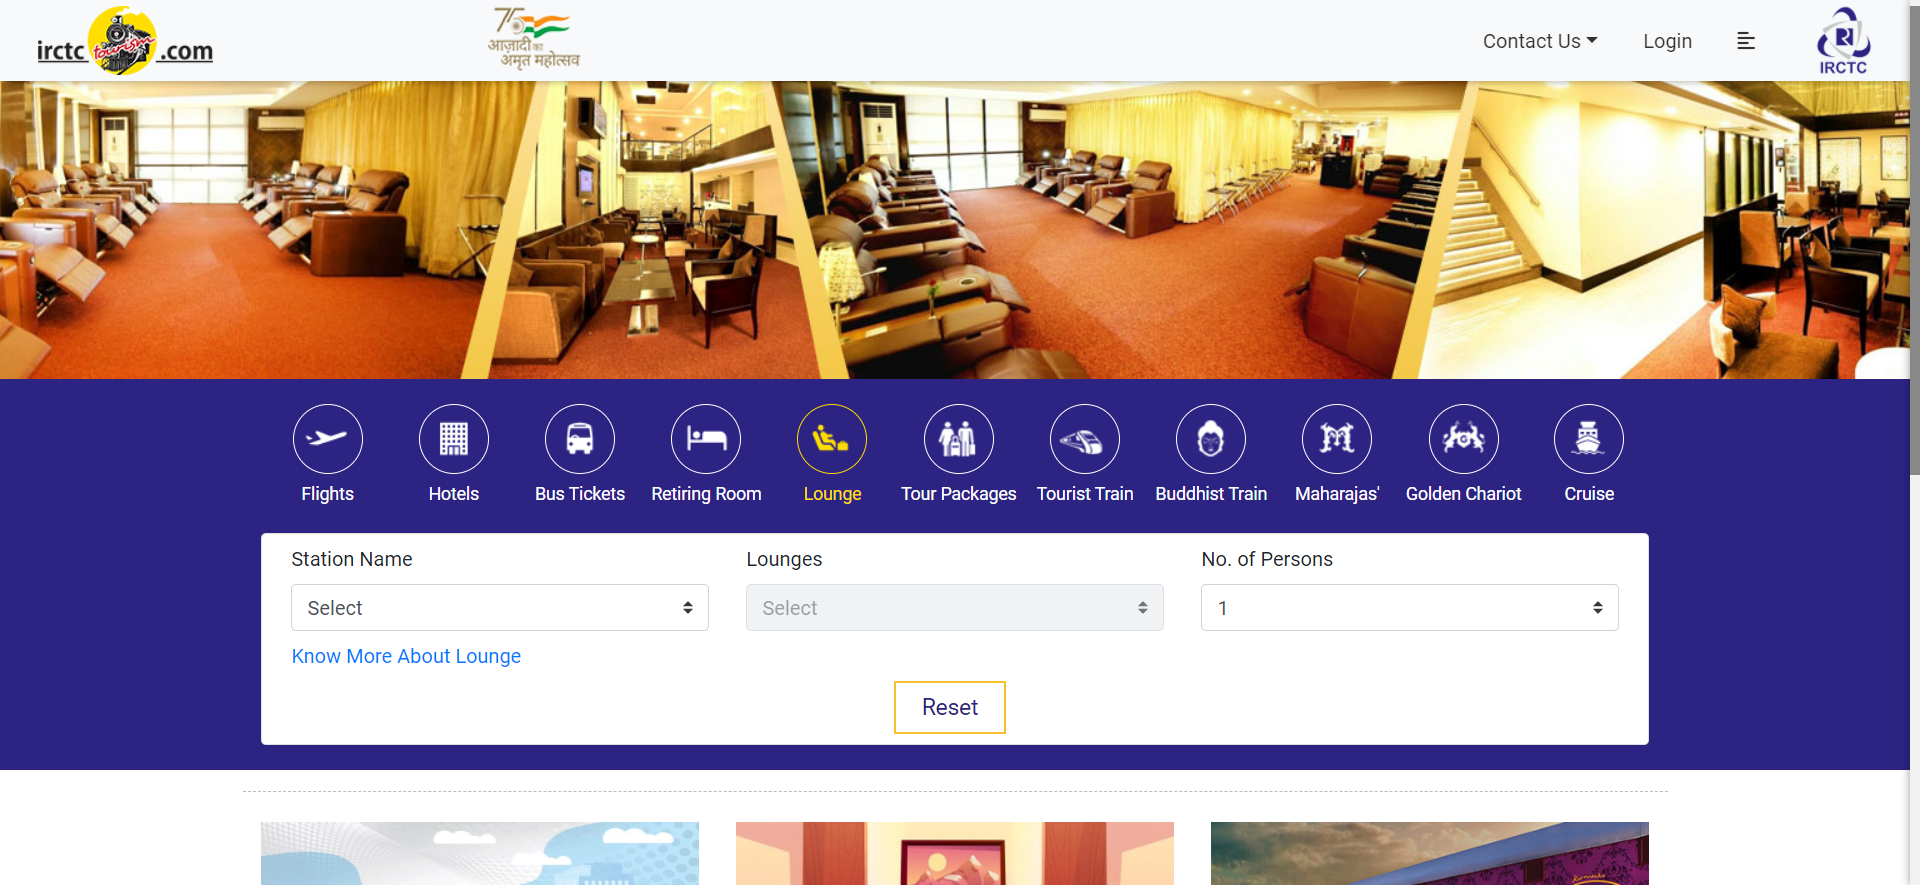 irctc tourism .com
75
आज़ादी का
अमृत महोत्सव
Contact Us
Login
IRCTC
Flights
Hotels
Bus Tickets
Retiring Room
Lounge
Tour Packages
Tourist Train
Buddhist Train
Maharajas'
Golden Chariot
Cruise
Station Name
Lounges
No. of Persons
Select
Select
1
Know More About Lounge
Reset